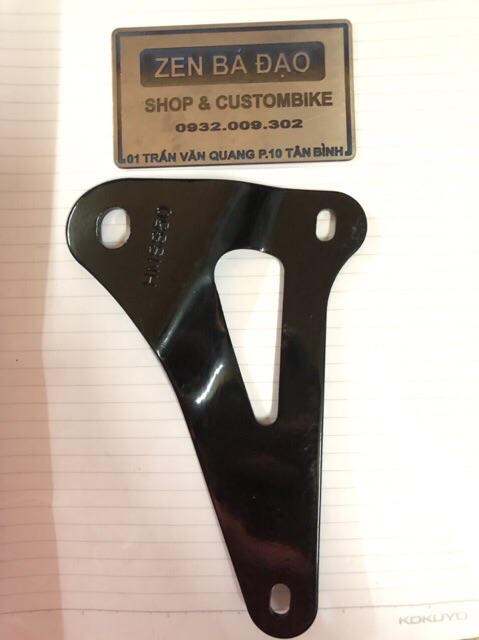 ZEN BÁ ĐẠO
SHOP & CUSTOMBIKE
0932.009.302
01 TRẦN VĂN QUANG P.10 TÂN BÌNH
KOKUYO